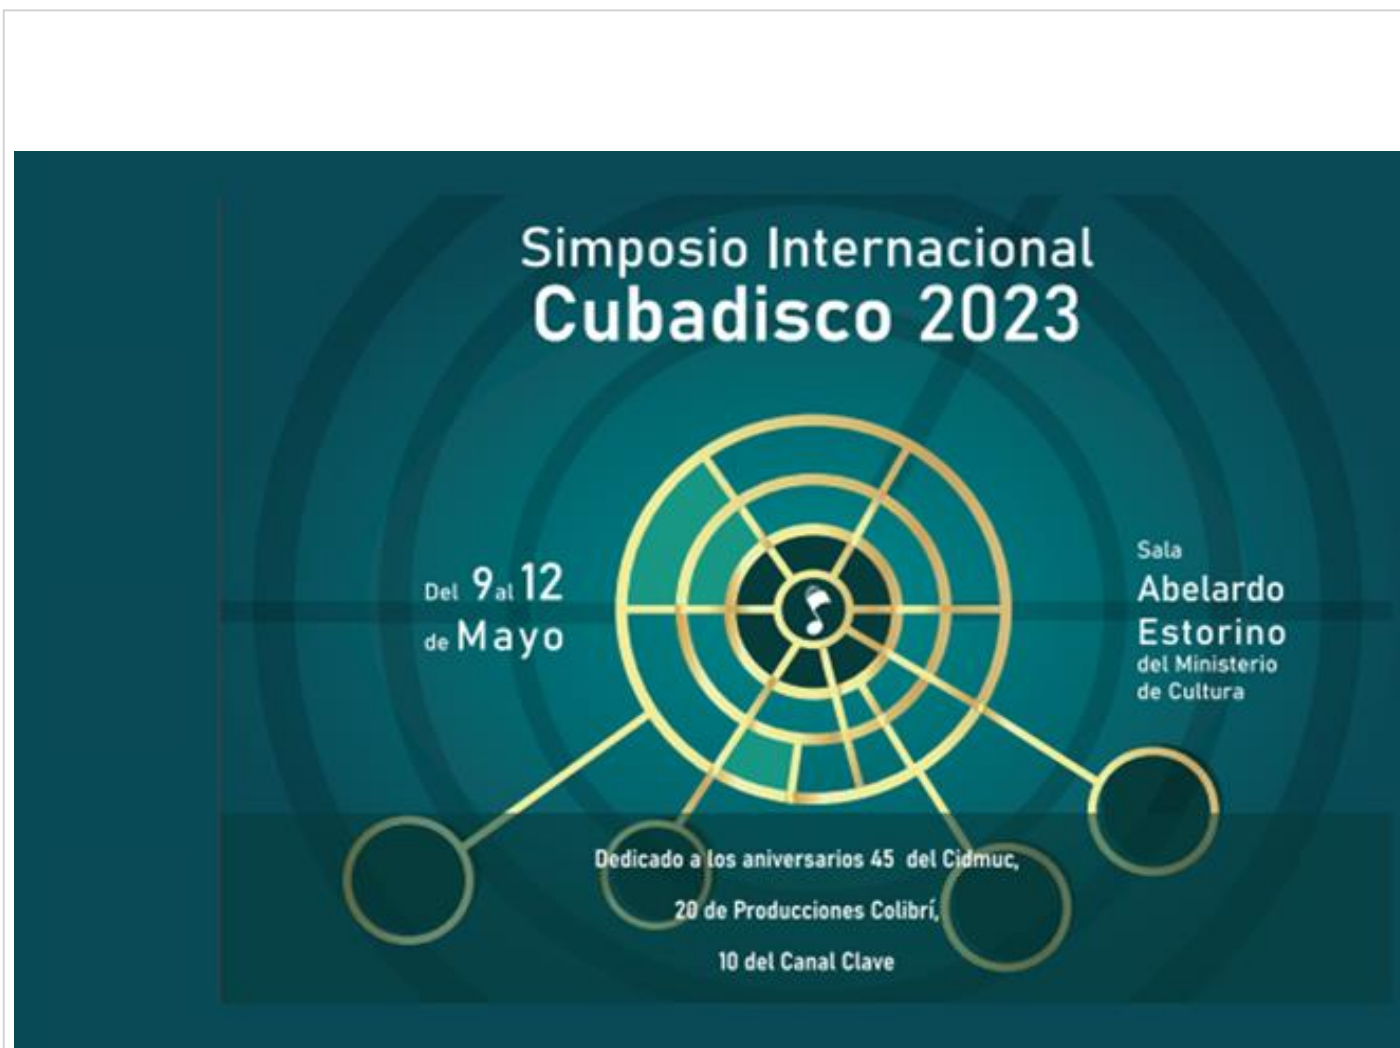 Simposio Internacional
Cubadisco 2023
Del 9 al 12
de Mayo
Sala
Abelardo
Estorino
del Ministerio
de Cultura
Dedicado a los aniversarios 45 del Cidmuc,
20 de Producciones Colibrí,
10 del Canal Clave